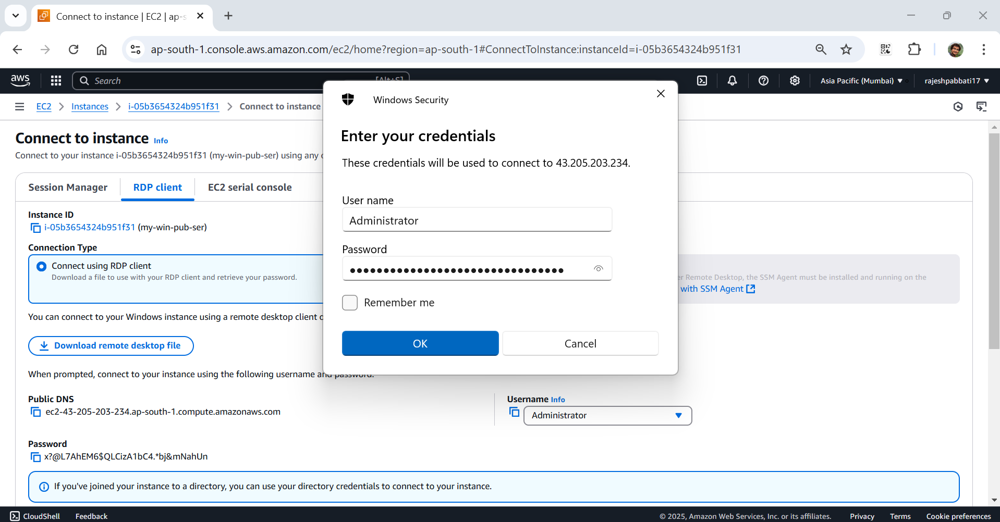 Connect to instance | EC2 | ap-s
ap-south-1.console.aws.amazon.com/ec2/home?region=ap-south-1#ConnectToInstance:instanceId=i-05b3654324b951f31
aws
Search
[Alt+S]
Asia Pacific (Mumbai)
rajeshpabbati17
EC2
Instances
i-05b3654324b951f31
Connect to instance
Connect to instance Info
Connect to your instance i-05b3654324b951f31 (my-win-pub-ser) using any
Session Manager
RDP client
EC2 serial console
Instance ID
i-05b3654324b951f31 (my-win-pub-ser)
Connection Type
Connect using RDP client
Download a file to use with your RDP client and retrieve your password.
Remote Desktop, the SSM Agent must be installed and running on the
with SSM Agent
You can connect to your Windows instance using a remote desktop client
Download remote desktop file
When prompted, connect to your instance using the following username and password.
Windows Security
Enter your credentials
These credentials will be used to connect to 43.205.203.234.
User name
Administrator
Password
Remember me
OK
Cancel
Public DNS
ec2-43-205-203-234.ap-south-1.compute.amazonaws.com
Username Info
Administrator
Password
x?@L7AhEM6$QLCizA1bC4.*bj&mNahUn
If you've joined your instance to a directory, you can use your directory credentials to connect to your instance.
CloudShell
Feedback
© 2025, Amazon Web Services, Inc. or its affiliates.
Privacy
Terms
Cookie preferences